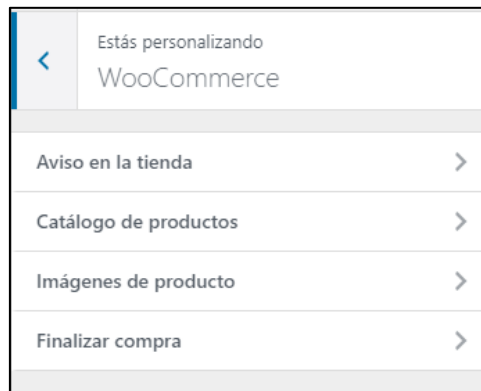 Estás personalizando
WooCommerce
Aviso en la tienda
Catálogo de productos
Imágenes de producto
Finalizar compra